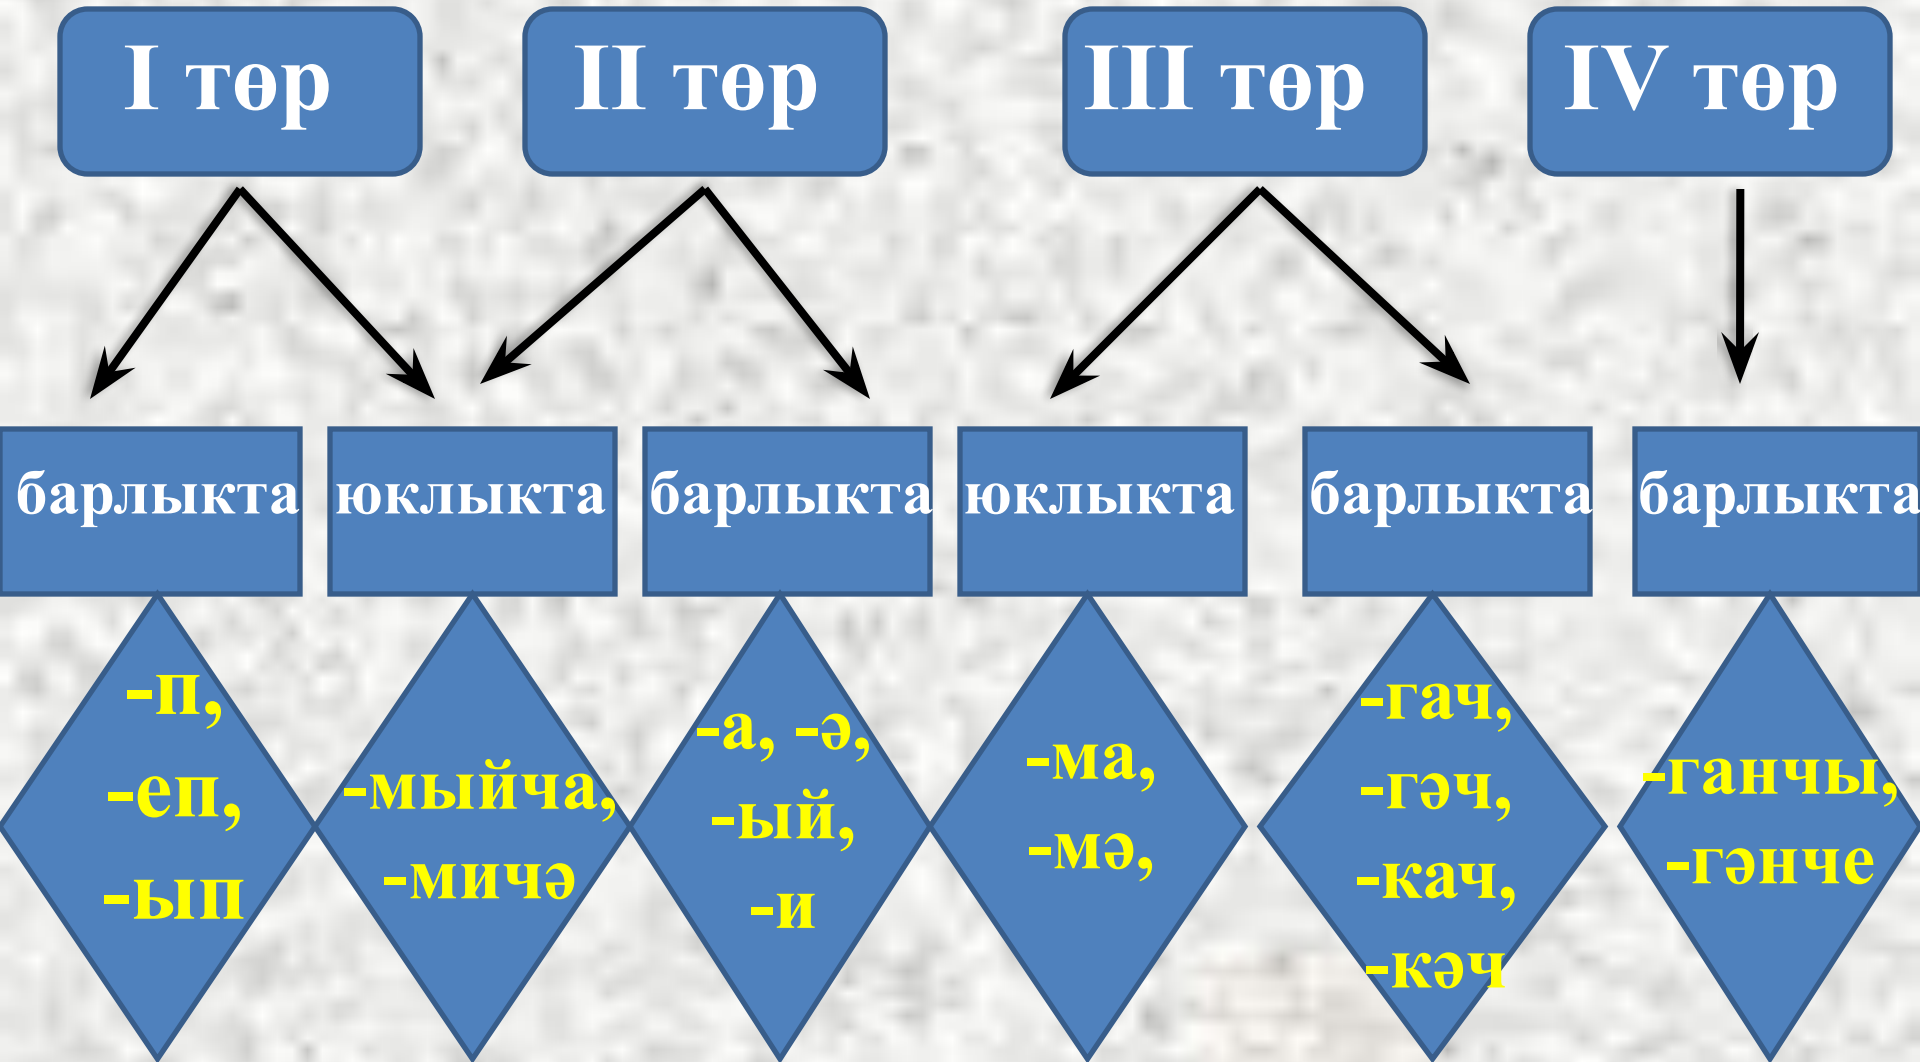 I төр
II төр
III төр
IV төр
барлыкта
юклыкта
барлыкта
юклыкта
барлыкта
барлыкта
-п,
-еп,
-ып
-мыйча,
-мичә
-а, -ә,
-ый,
-и
-ма,
-мә,
-гач,
-гәч,
-кач,
-кәч
-ганчы,
-гәнче